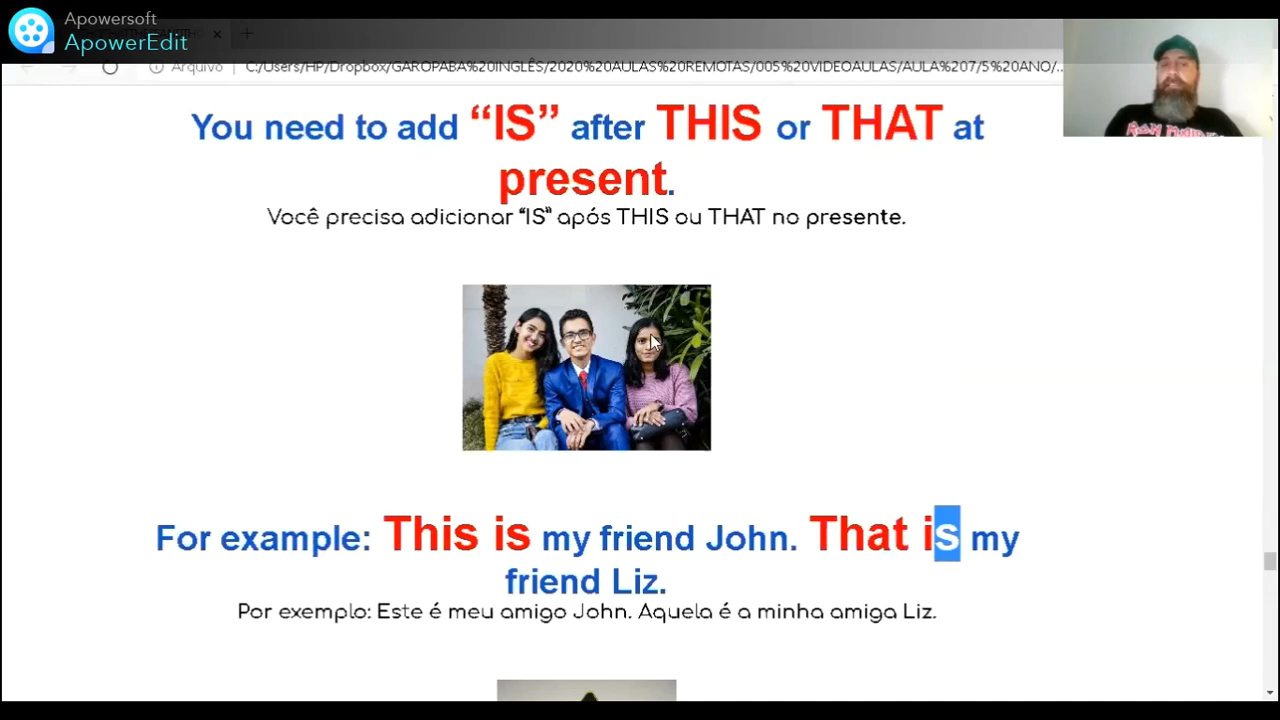 Apowersoft
ApowerEdit
Arquivo C:/Users/HP/Dropbox/GAROPABA%20INGLÊS/2020%20AULAS%20REMOTAS/005%20VIDEOAULAS/AULA%207/5%20ANO/...
You need to add “IS” after THIS or THAT at
present.
Você precisa adicionar “IS” após THIS ou THAT no presente.
For example: This is my friend John. That is my
friend Liz.
Por exemplo: Este é meu amigo John. Aquela é a minha amiga Liz.